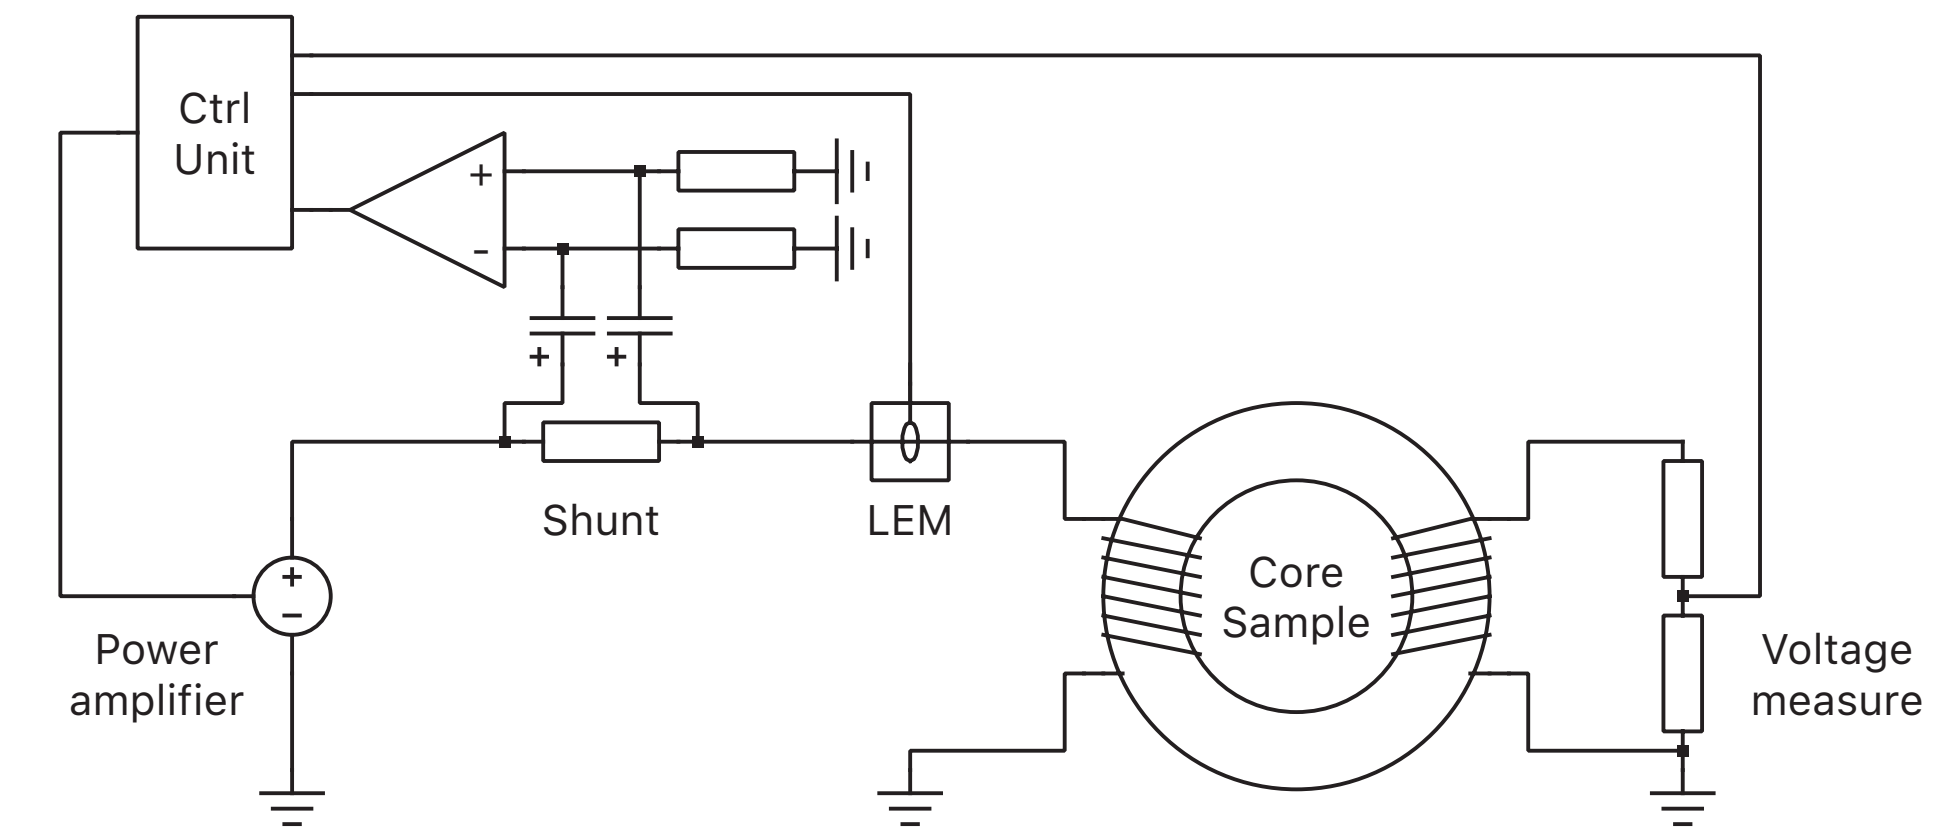 Ctrl
Unit
+
-
+
+
Shunt
LEM
+
−
Power
amplifier
Core
Sample
Voltage
measure